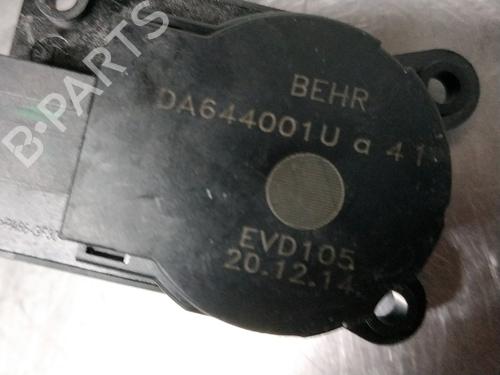 BEHR
DA644001U a 41
EVD105
20.12.14
B-PARTS